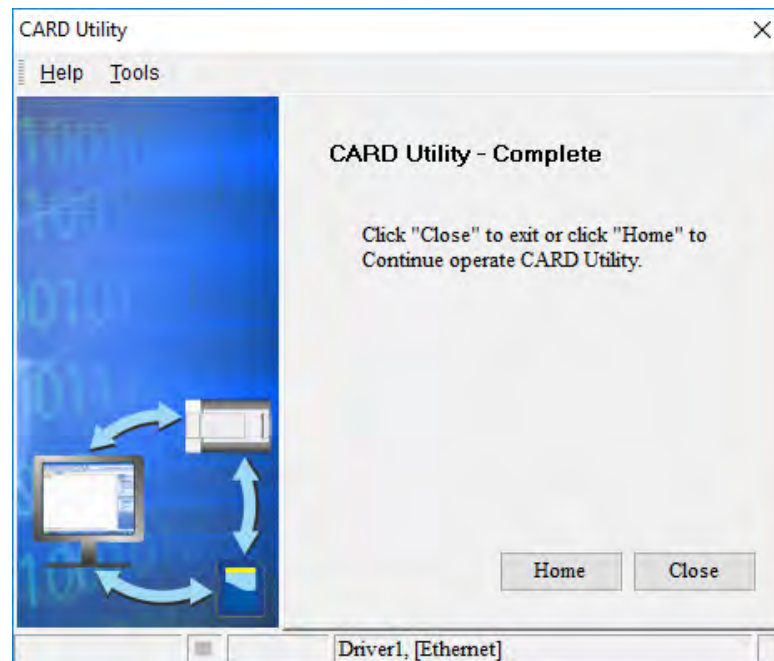 CARD Utility
Help Tools
CARD Utility - Complete
Click "Close" to exit or click "Home" to
Continue operate CARD Utility.
Home Close
Driver1, [Ethernet]